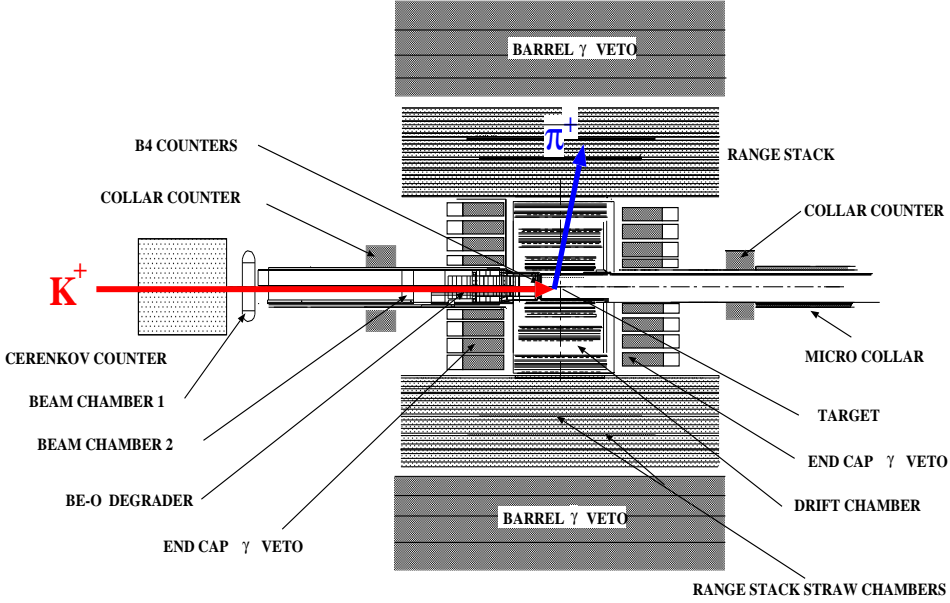 BARREL γ VETO
π+
B4 COUNTERS
RANGE STACK
COLLAR COUNTER
COLLAR COUNTER
K+
CERENKOV COUNTER
MICRO COLLAR
BEAM CHAMBER 1
TARGET
BEAM CHAMBER 2
END CAP γ VETO
BE-O DEGRADER
DRIFT CHAMBER
BARREL γ VETO
END CAP γ VETO
RANGE STACK STRAW CHAMBERS